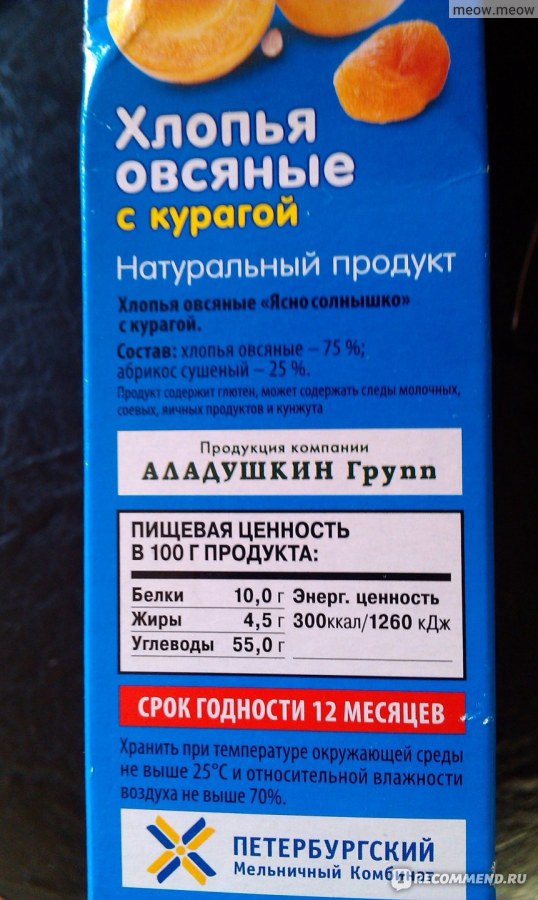 meow.meow
Хлопья
овсяные
с курагой
Натуральный продукт
Хлопья овсяные «Ясно солнышко»
с курагой.
Состав: хлопья овсяные – 75 %;
абрикос сушеный – 25 %.
Продукт содержит глютен, может содержать следы молочных,
соевых, яичных продуктов и кунжута
Продукция компании
АЛАДУШКИН Групп
ПИЩЕВАЯ ЦЕННОСТЬ
В 100 Г ПРОДУКТА:
Белки 10,0 г Энерг. ценность
Жиры 4,5 г 300ккал/1260 кДж
Углеводы 55,0 г
СРОК ГОДНОСТИ 12 МЕСЯЦЕВ
Хранить при температуре окружающей среды
не выше 25°С и относительной влажности
воздуха не выше 70%.
ПЕТЕРБУРГСКИЙ
Мельничный Комбинат
IRECOMMEND.RU